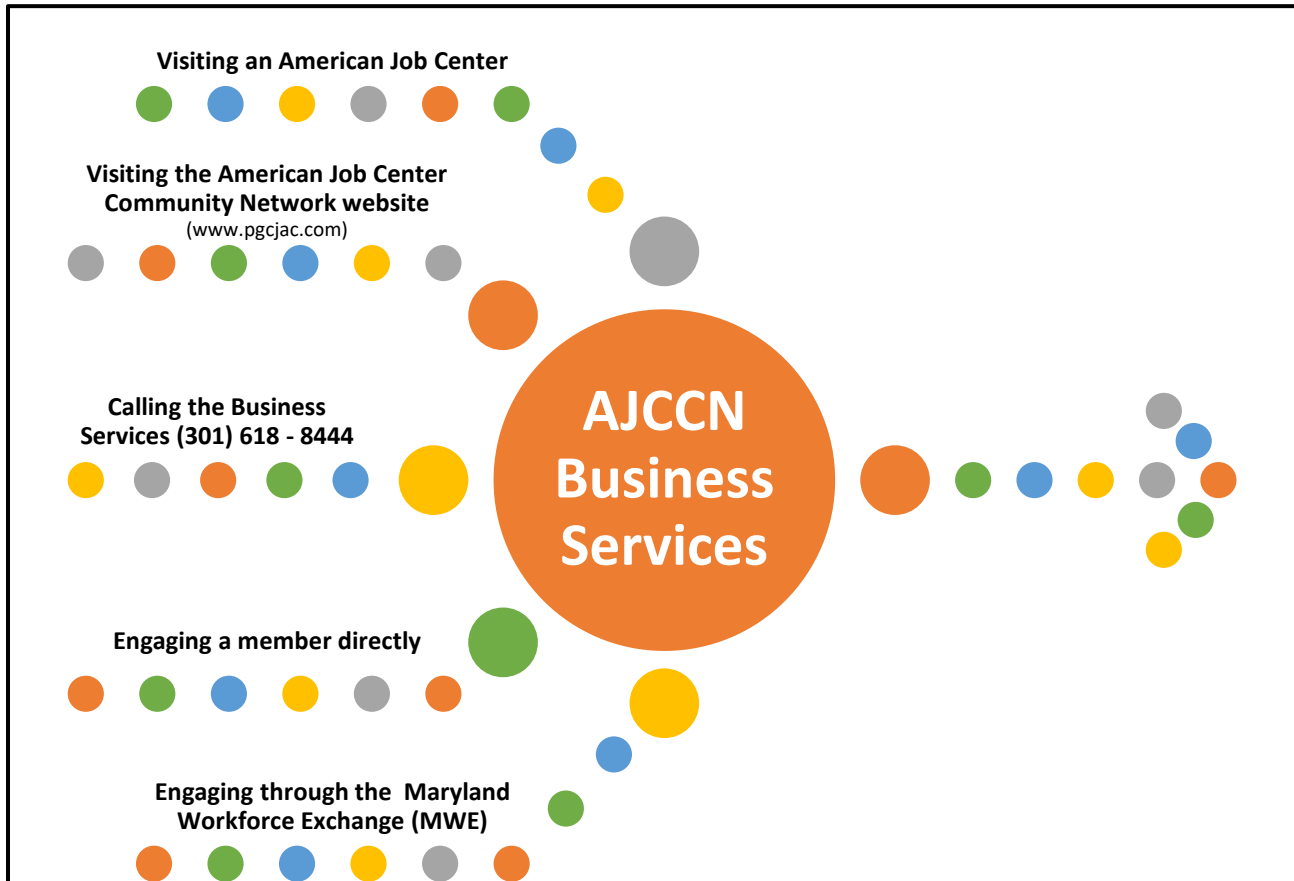 Visiting an American Job Center
Visiting the American Job Center
Community Network website
(www.pgcjac.com)
Calling the Business
Services (301) 618 - 8444
Engaging a member directly
Engaging through the  Maryland
Workforce Exchange (MWE)
AJCCN
Business
Services